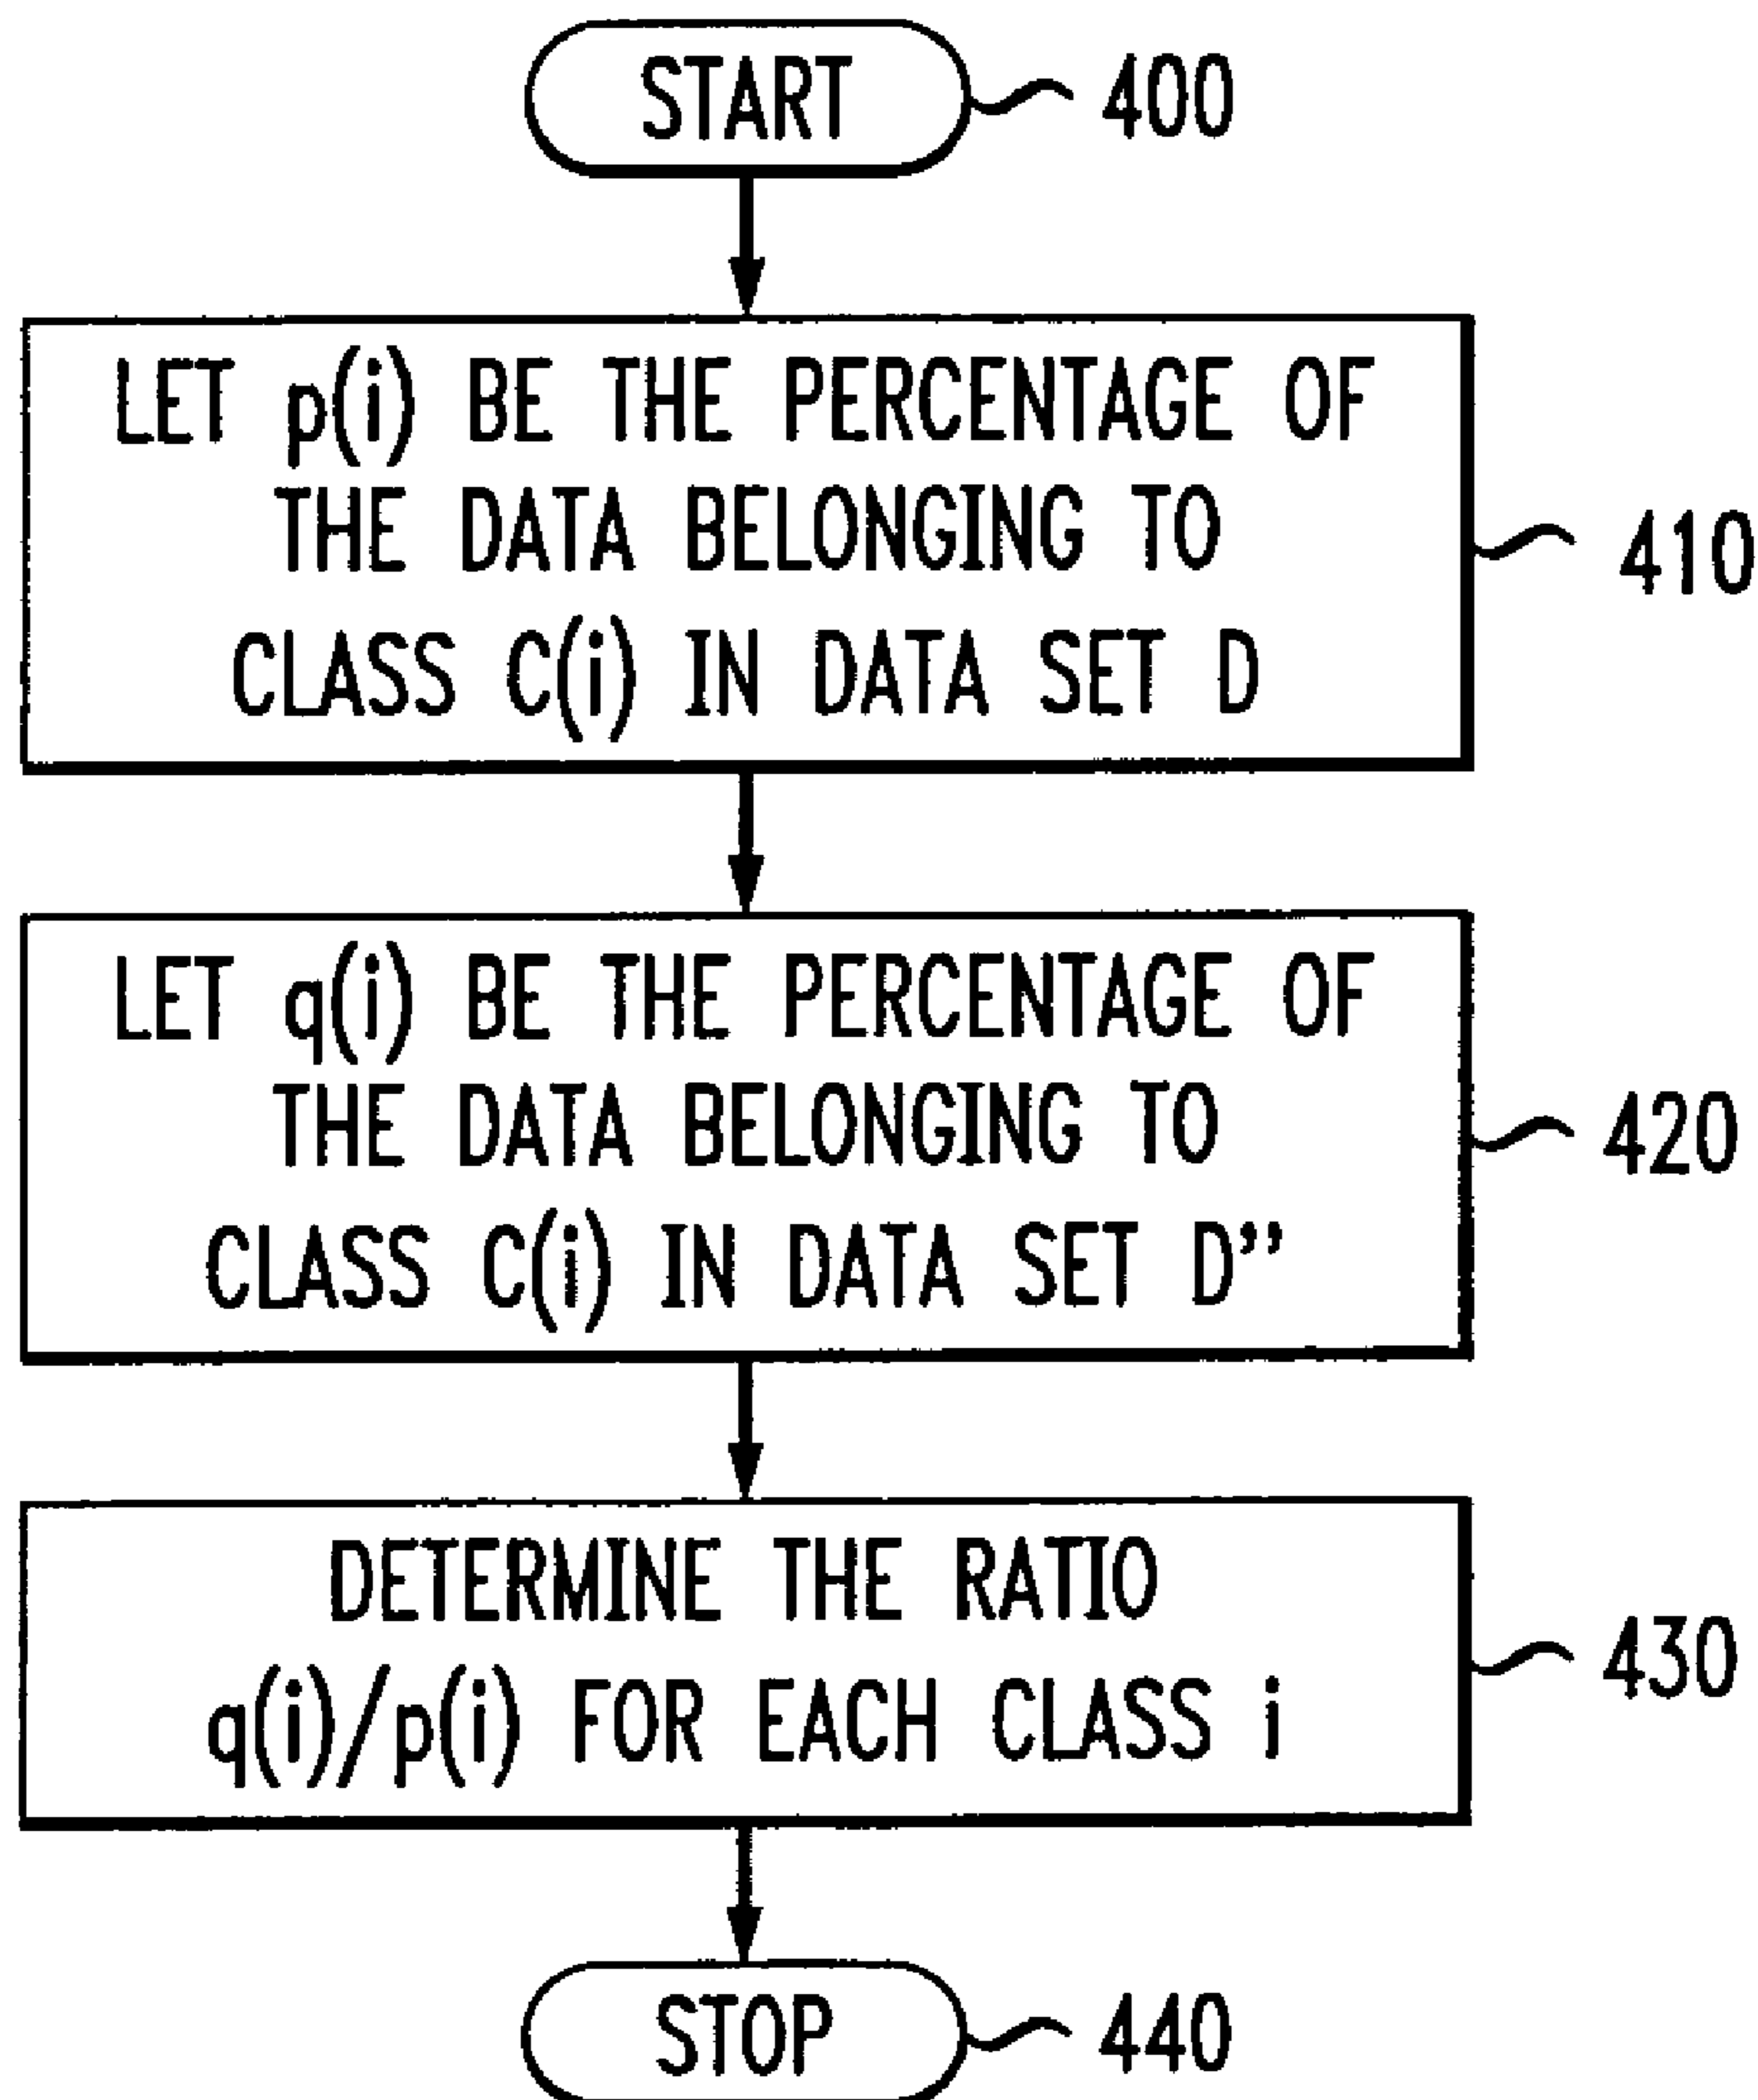 START
400
LET p(i) BE THE PERCENTAGE OF
THE DATA BELONGING TO
CLASS C(i) IN DATA SET D
410
LET q(i) BE THE PERCENTAGE OF
THE DATA BELONGING TO
CLASS C(i) IN DATA SET D”
420
DETERMINE THE RATIO
q(i)/p(i) FOR EACH CLASS i
430
STOP
440